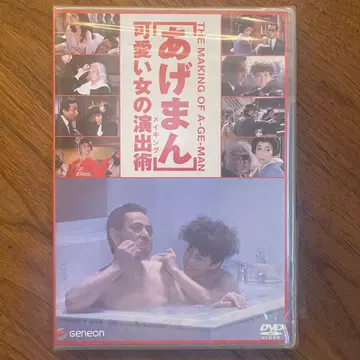 THE MAKING OF A-GE-MAN
[あげまん]
可愛い女の演出術
メイキング
GENEON
DVD
VIDEO